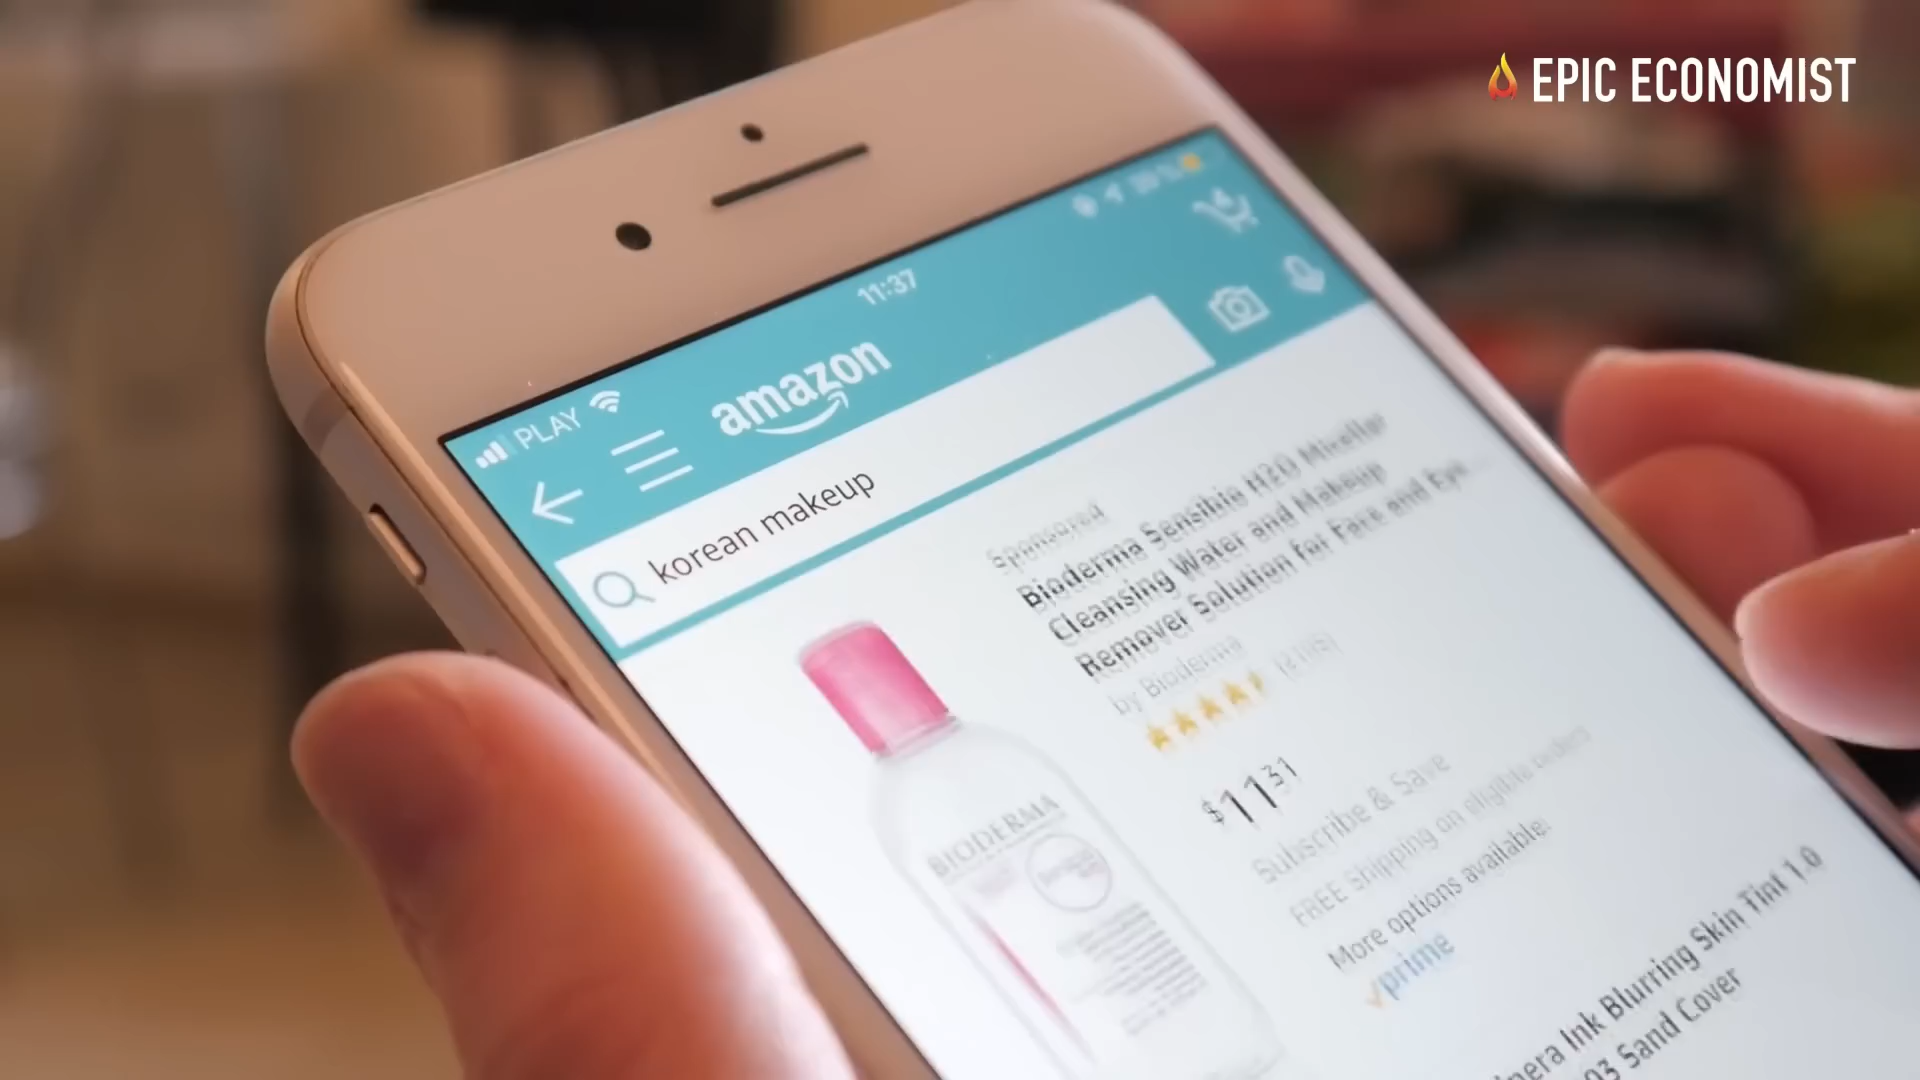 EPIC ECONOMIST
11:37
PLAY
amazon
korean makeup
Sponsored
Bioderma Sensibio H2O Micellar
Cleansing Water and Makeup
Remover Solution for Face and Eye...
by Bioderma
$11 31
Subscribe & Save
FREE Shipping on eligible orders
More options available:
prime
BIODERMA
Ink Blurring Skin Tint 1.0
03 Sand Cover